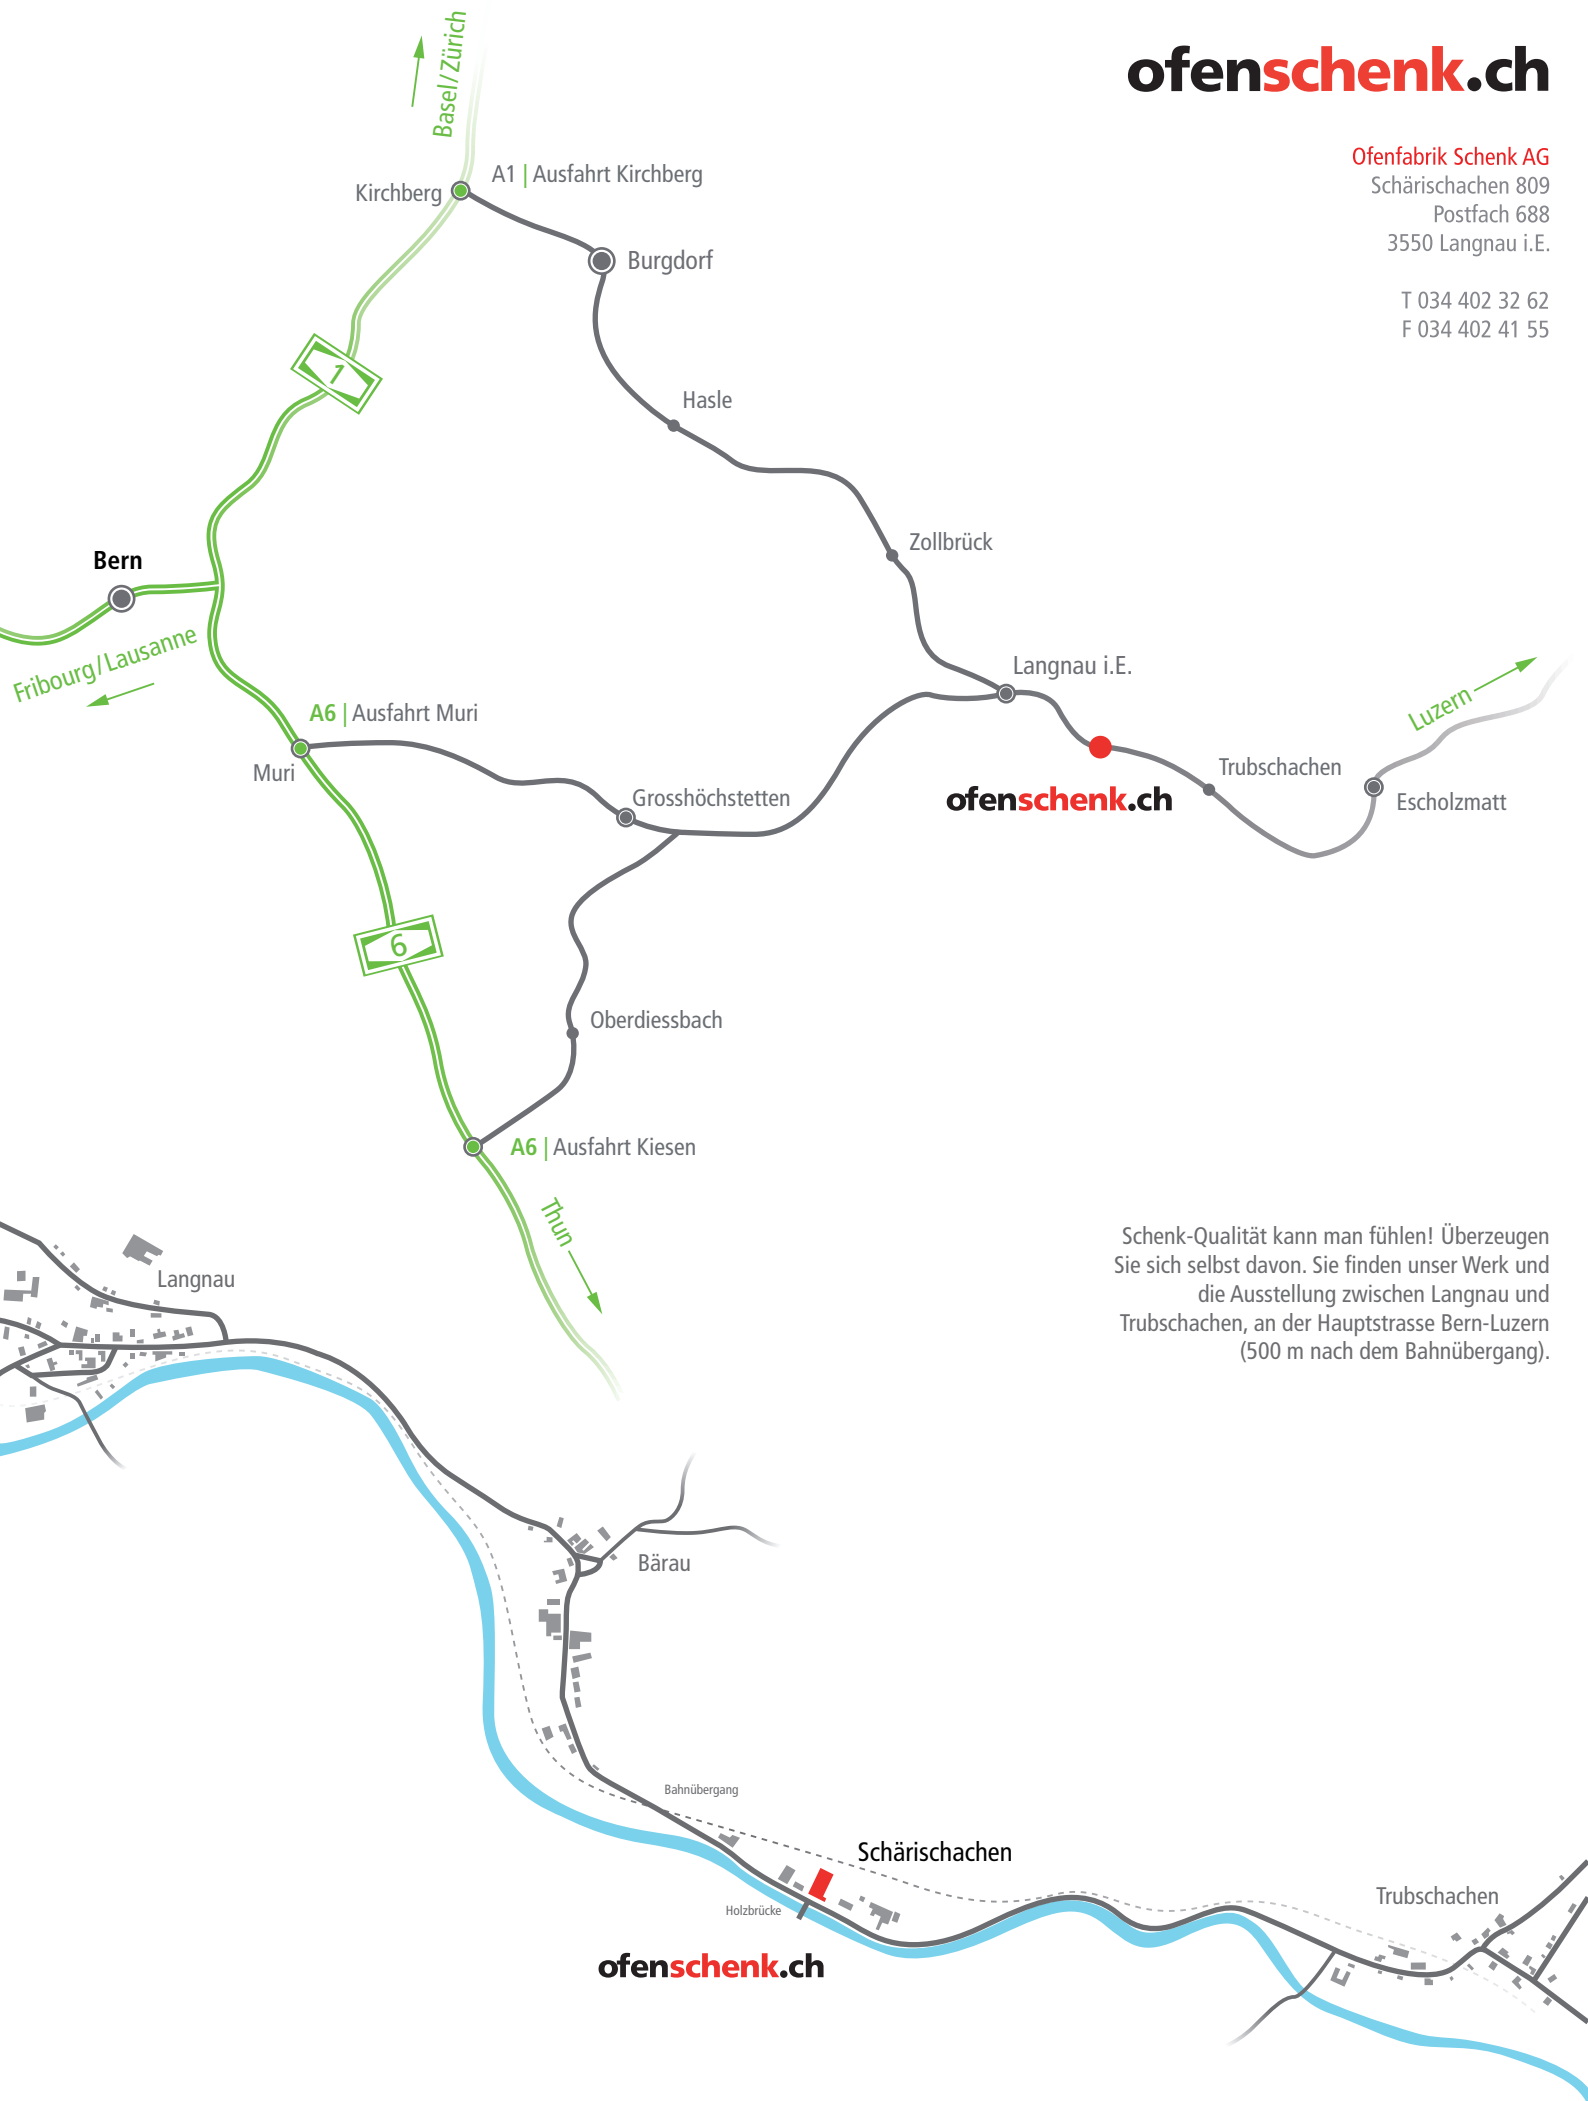 Basel/Zürich
ofenschenk.ch
Ofenfabrik Schenk AG
Schärischachen 809
Postfach 688
3550 Langnau i.E.
T 034 402 32 62
F 034 402 41 55
A1 | Ausfahrt Kirchberg
Kirchberg
Burgdorf
1
Hasle
Zollbrück
Bern
Fribourg/Lausanne
Langnau i.E.
Luzern
A6 | Ausfahrt Muri
Muri
Grosshöchstetten
Trubschachen
ofenschenk.ch
Escholzmatt
6
Oberdiessbach
A6 | Ausfahrt Kiesen
Thun
Schenk-Qualität kann man fühlen! Überzeugen
Sie sich selbst davon. Sie finden unser Werk und
die Ausstellung zwischen Langnau und
Trubschachen, an der Hauptstrasse Bern-Luzern
(500 m nach dem Bahnübergang).
Langnau
Bärau
Bahnübergang
Schärischachen
Trubschachen
Holzbrücke
ofenschenk.ch